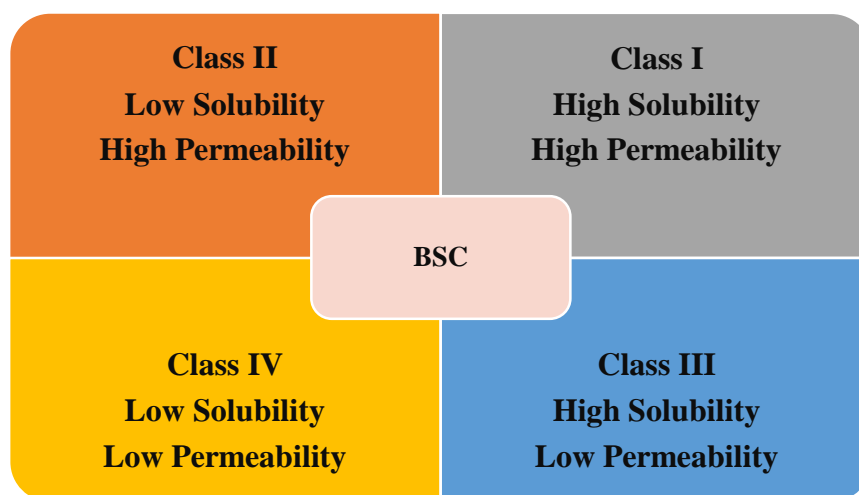 Class II
Low Solubility
High Permeability
Class I
High Solubility
High Permeability
BSC
Class IV
Low Solubility
Low Permeability
Class III
High Solubility
Low Permeability